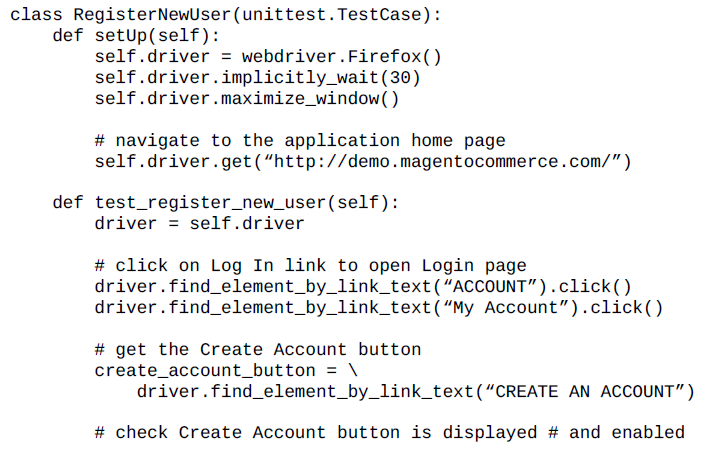 class RegisterNewUser(unittest.TestCase):
    def setUp(self):
        self.driver = webdriver.Firefox()
        self.driver.implicitly_wait(30)
        self.driver.maximize_window()

        # navigate to the application home page
        self.driver.get(“http://demo.magentocommerce.com/”)

    def test_register_new_user(self):
        driver = self.driver

        # click on Log In link to open Login page
        driver.find_element_by_link_text(“ACCOUNT”).click()
        driver.find_element_by_link_text(“My Account”).click()

        # get the Create Account button
        create_account_button = \
            driver.find_element_by_link_text(“CREATE AN ACCOUNT”)

        # check Create Account button is displayed # and enabled